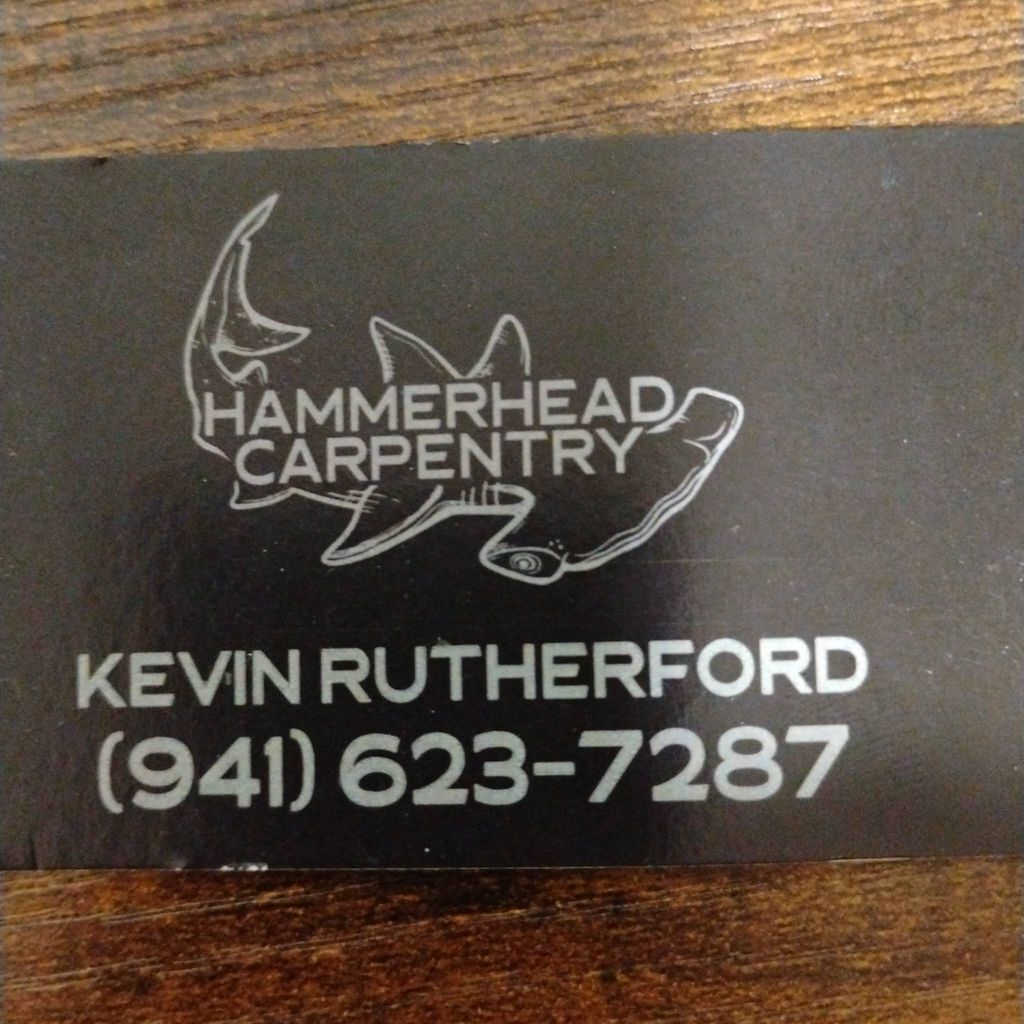 HAMMERHEAD
CARPENTRY
KEVIN RUTHERFORD
(941) 623-7287